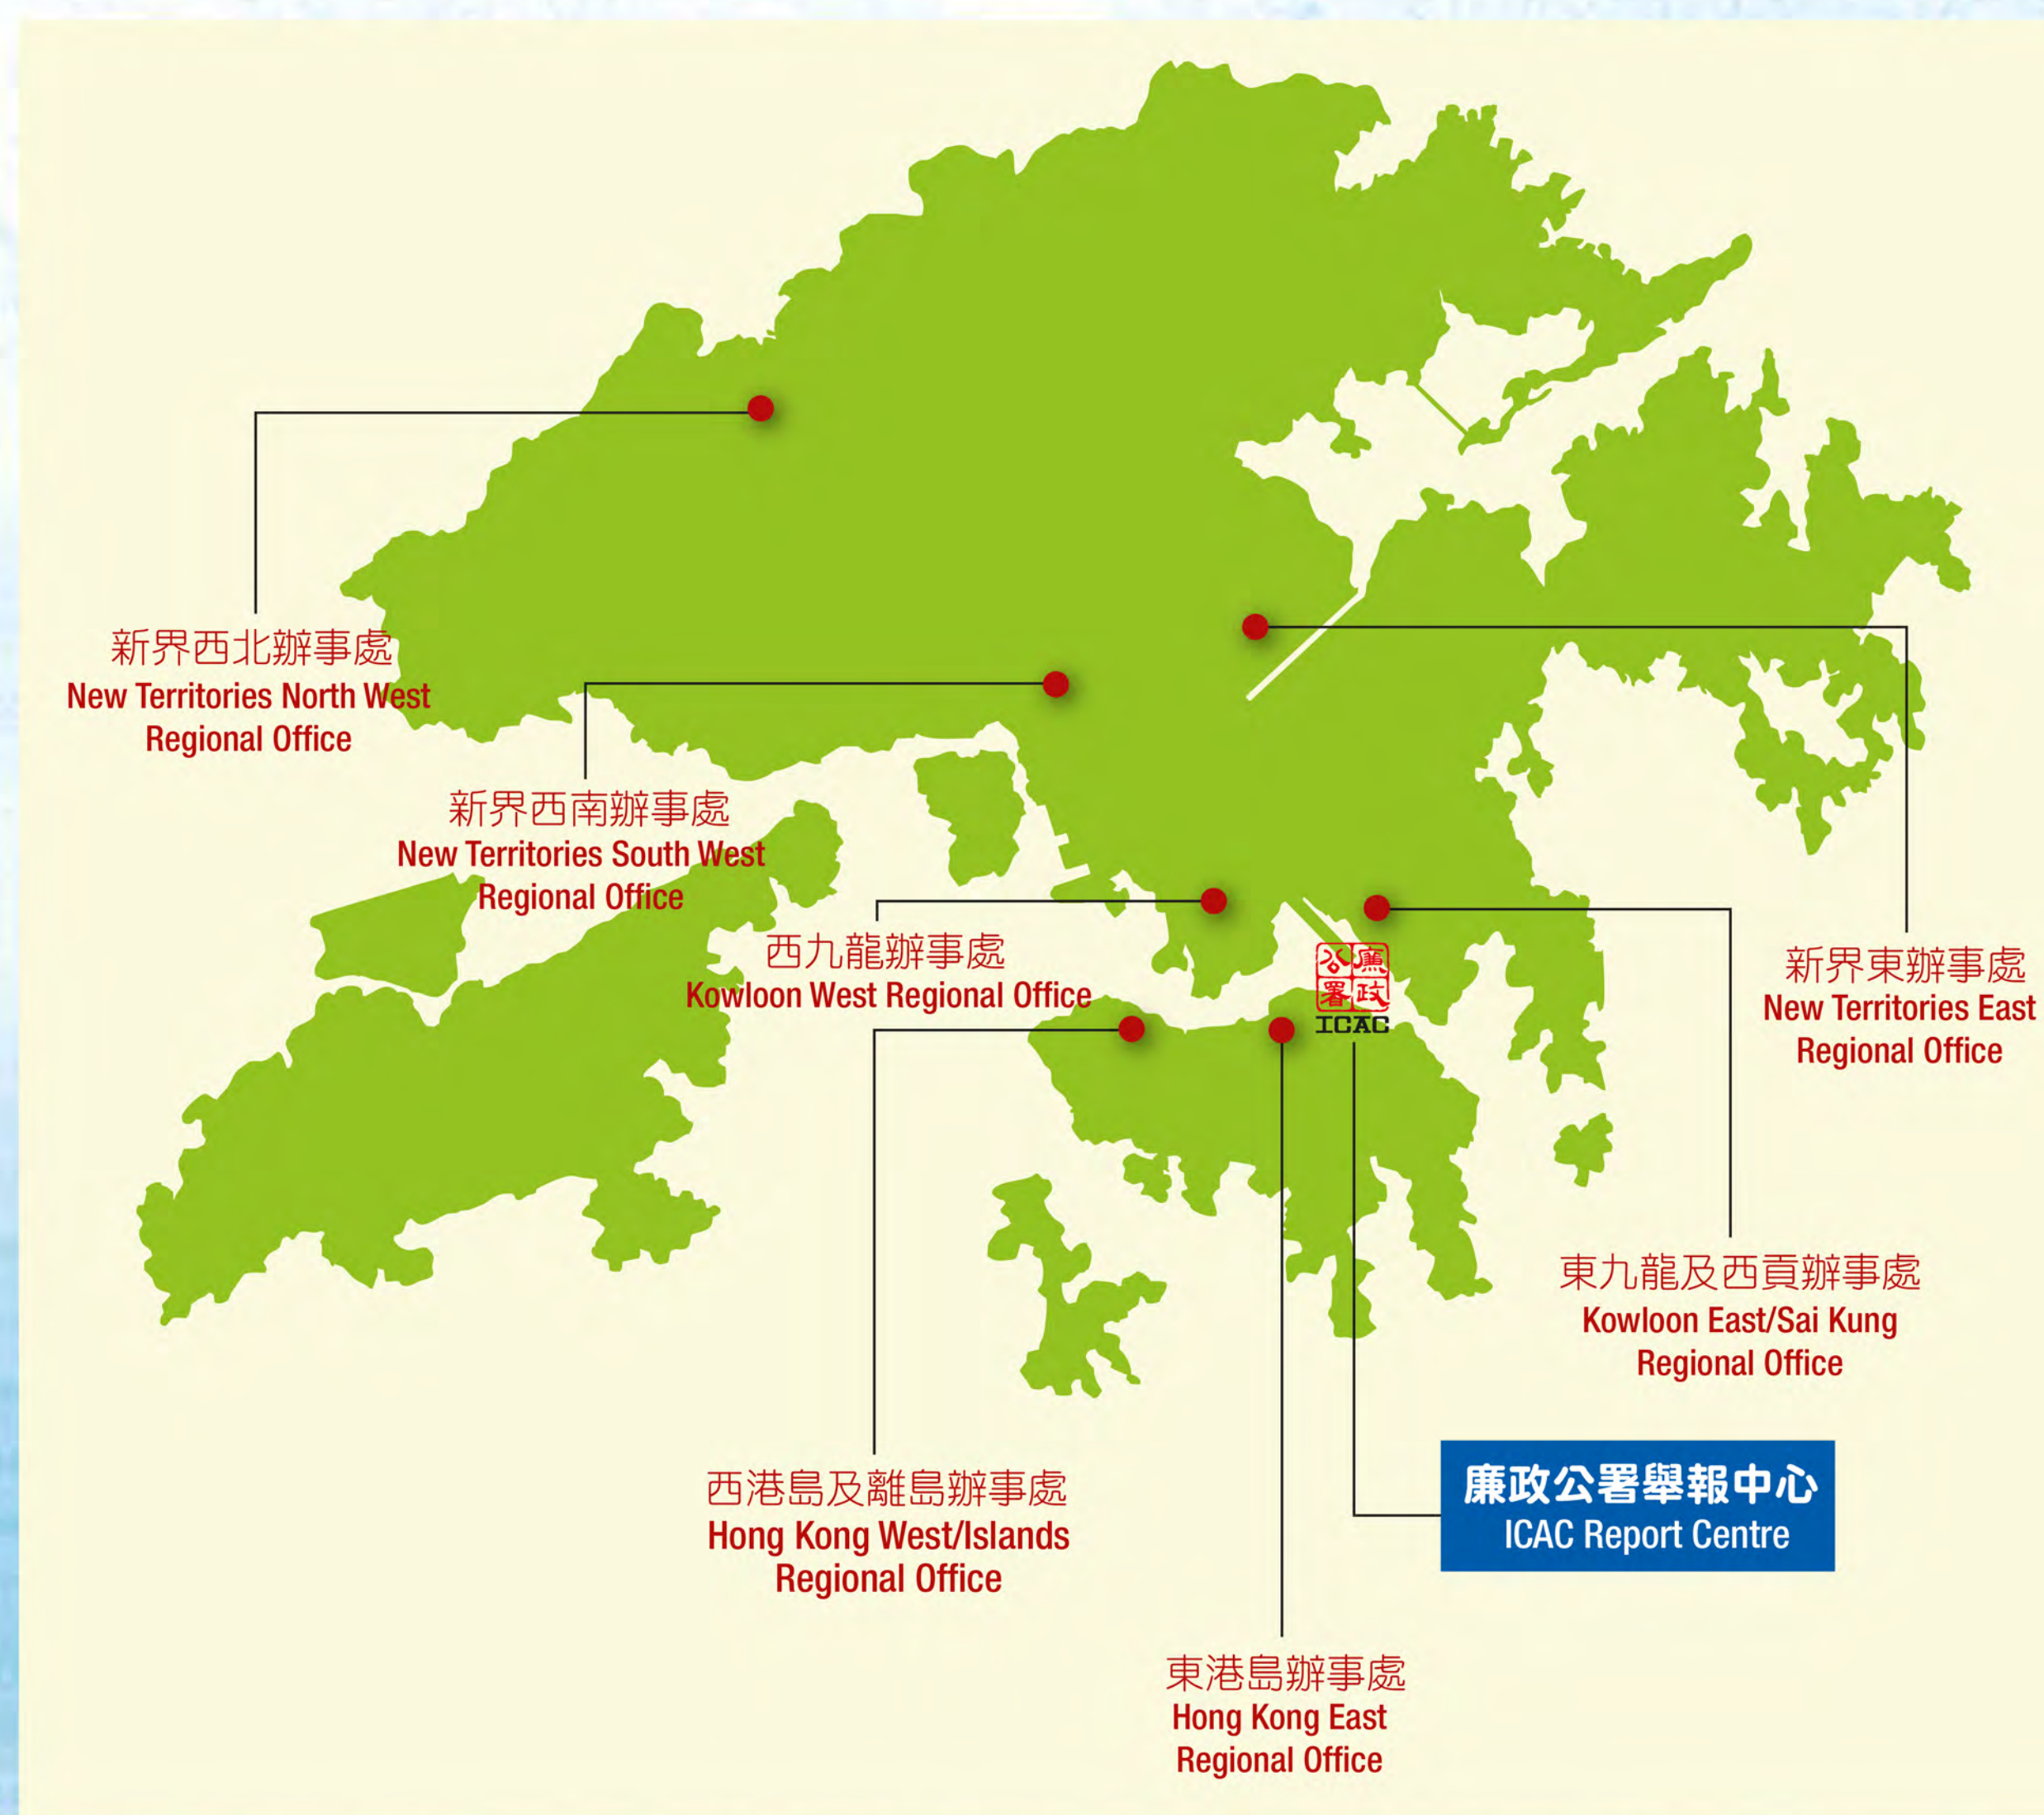 新界西北辦事處
New Territories North West
Regional Office
新界西南辦事處
New Territories South West
Regional Office
西九龍辦事處
Kowloon West Regional Office
公廉
署政
ICAC
新界東辦事處
New Territories East
Regional Office
東九龍及西貢辦事處
Kowloon East/Sai Kung
Regional Office
西港島及離島辦事處
Hong Kong West/Islands
Regional Office
廉政公署舉報中心
ICAC Report Centre
東港島辦事處
Hong Kong East
Regional Office